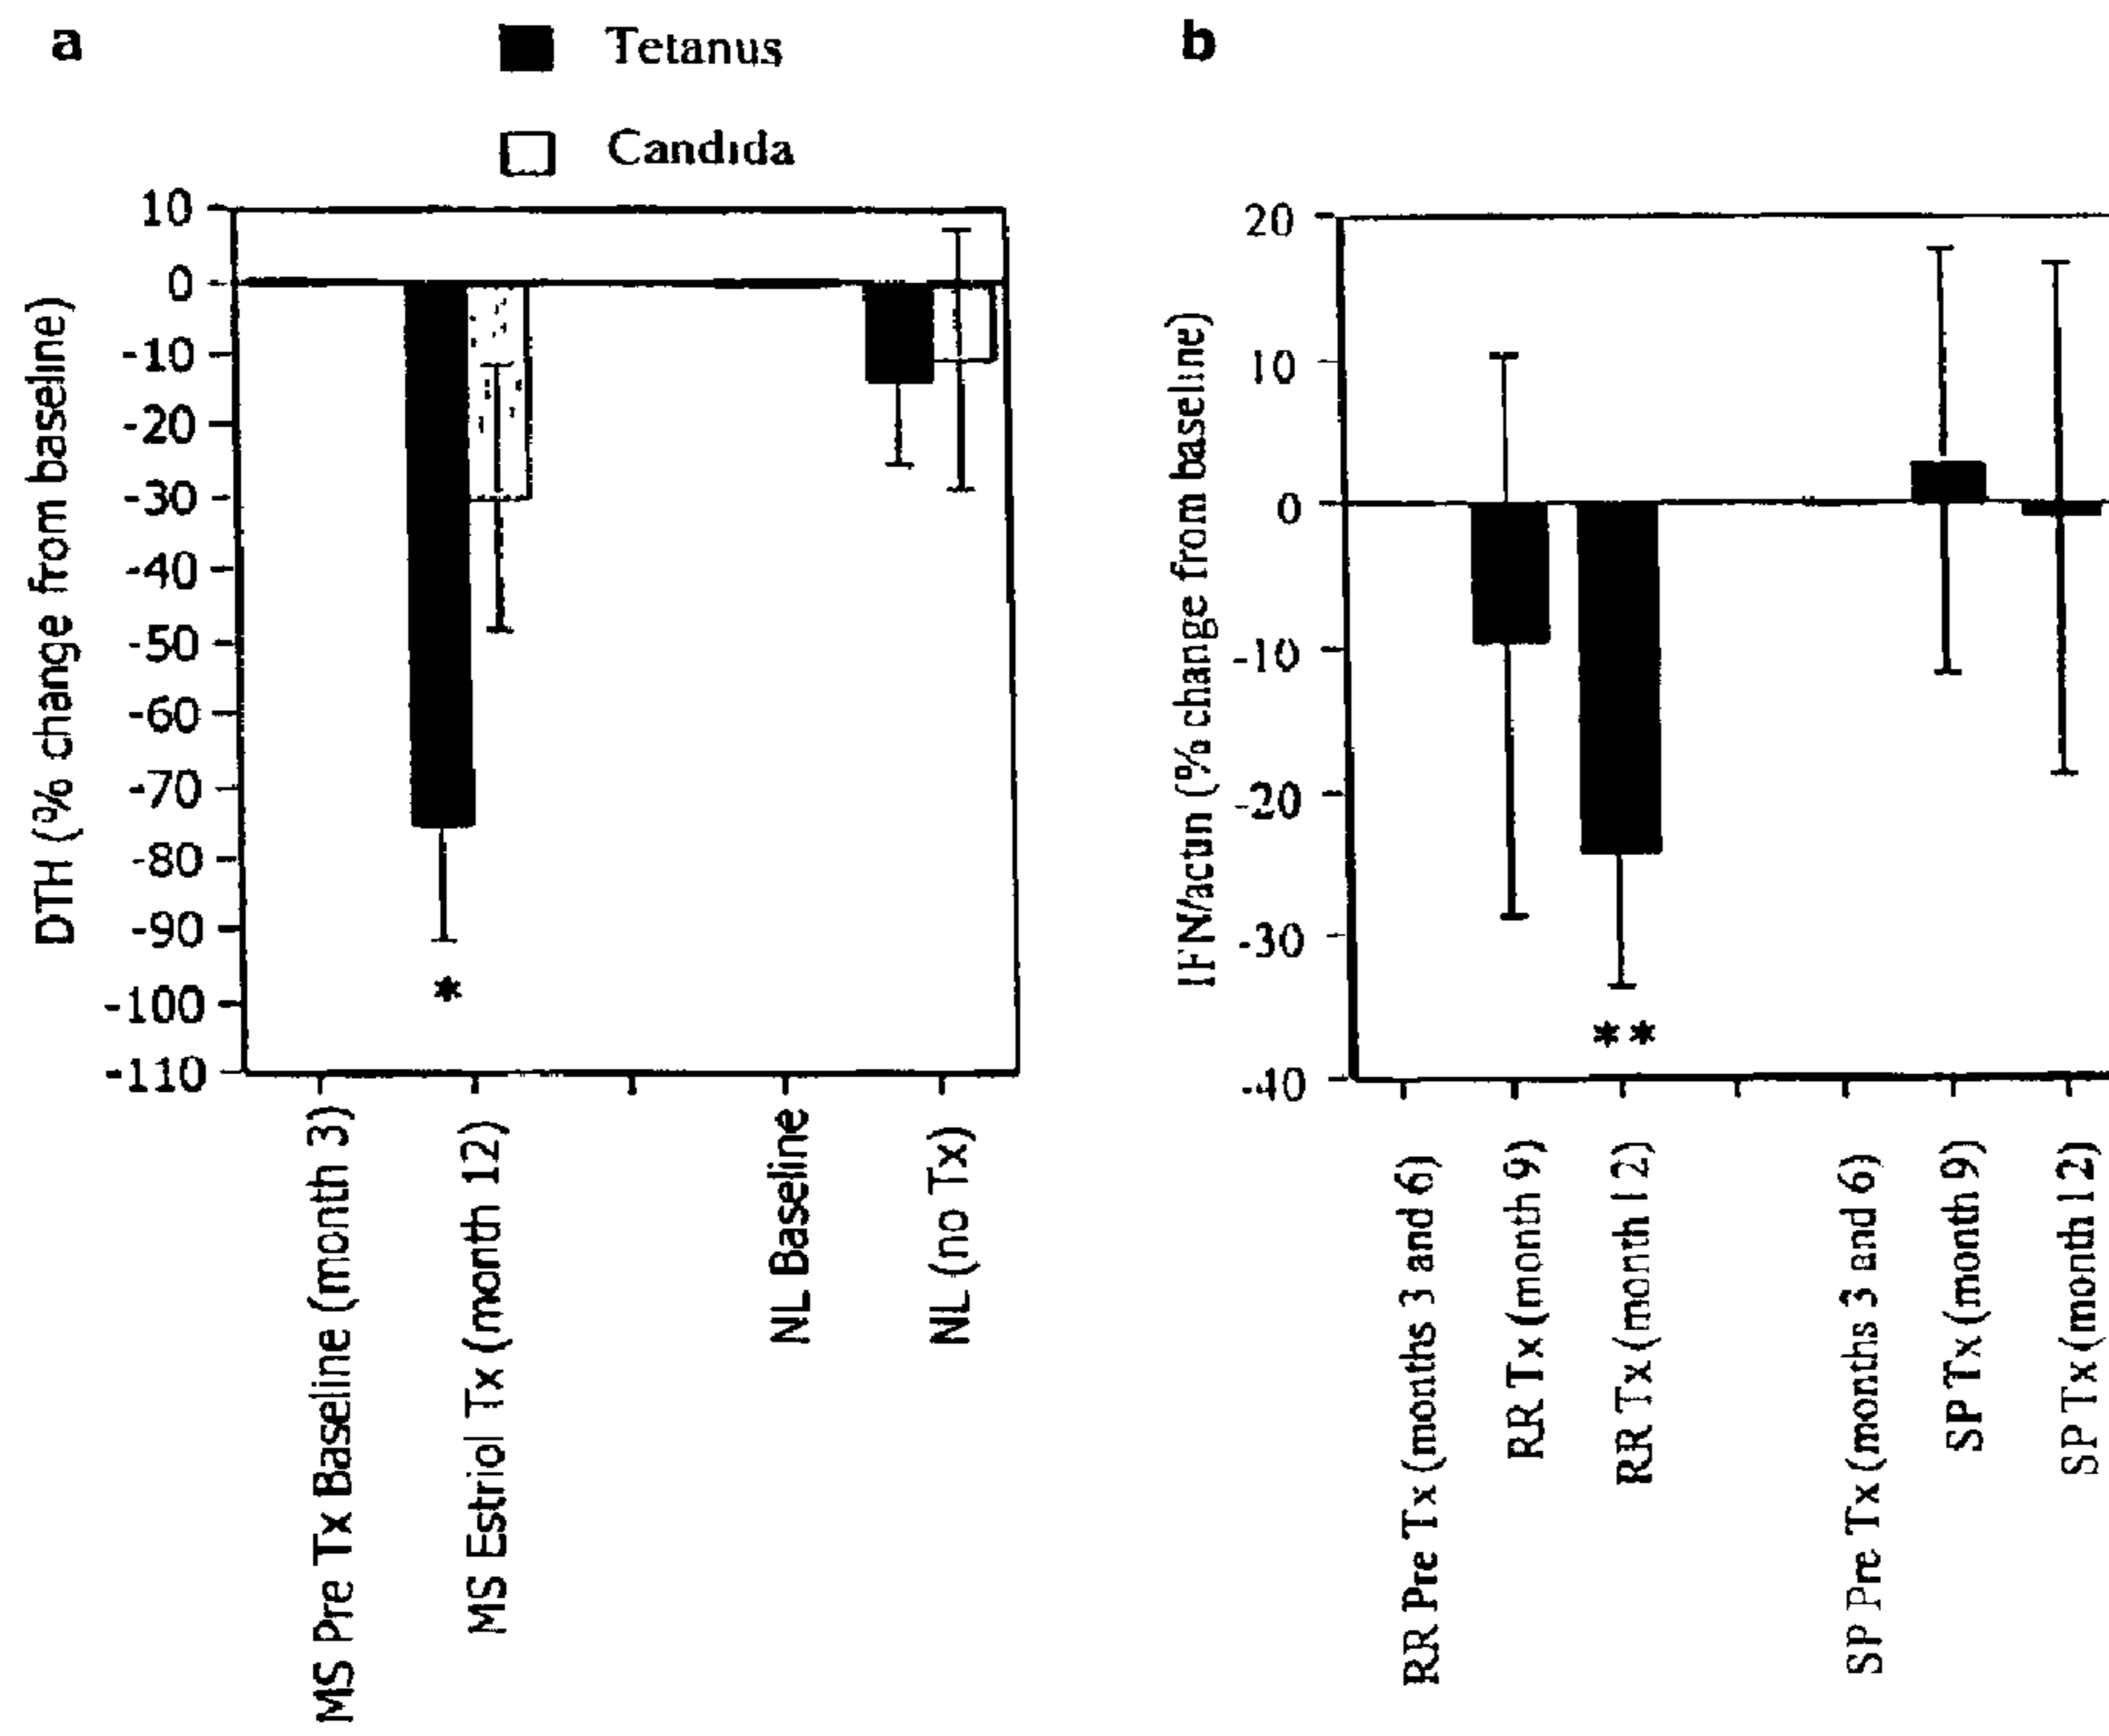 a
Tetanus
Candida
DTH (% change from baseline)
10
0
-10
-20
-30
-40
-50
-60
-70
-80
-90
-100
-110
*
MS Pre Tx Baseline (month 3)
MS Estriol Tx (month 12)
NL Baseline
NL (no Tx)
b
IFN/actin (% change from baseline)
20
10
0
-10
-20
-30
-40
**
RR Pre Tx (months 3 and 6)
RR Tx (month 9)
RR Tx (month 12)
SP Pre Tx (months 3 and 6)
SP Tx (month 9)
SP Tx (month 12)